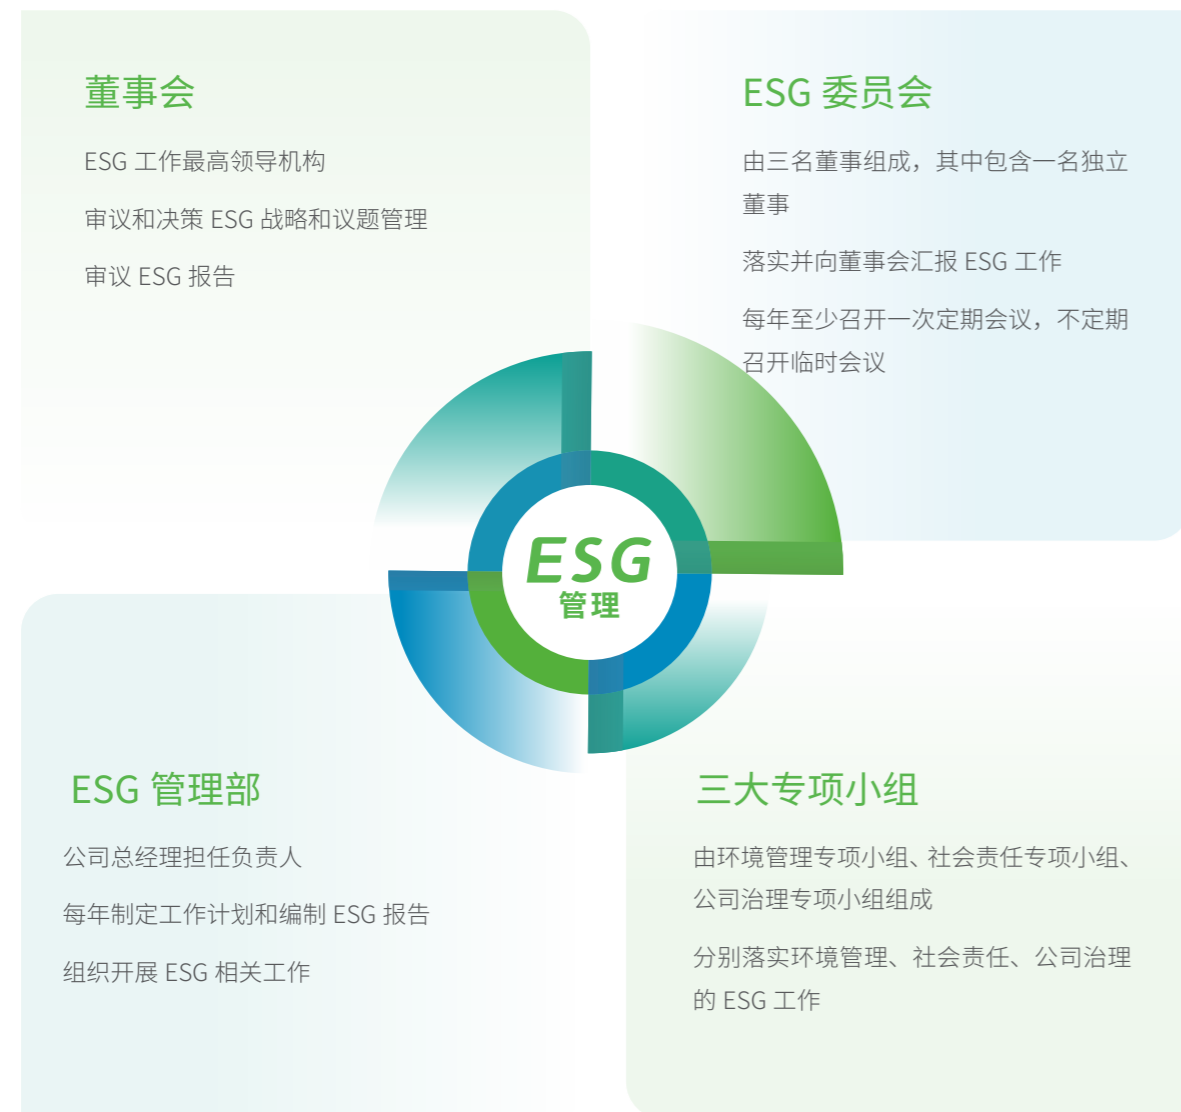 董事会
ESG 工作最高领导机构
审议和决策 ESG 战略和议题管理
审议 ESG 报告
ESG 委员会
由三名董事组成，其中包含一名独立
董事
落实并向董事会汇报 ESG 工作
每年至少召开一次定期会议，不定期
召开临时会议
ESG
管理
ESG 管理部
公司总经理担任负责人
每年制定工作计划和编制 ESG 报告
组织开展 ESG 相关工作
三大专项小组
由环境管理专项小组、社会责任专项小组、
公司治理专项小组组成
分别落实环境管理、社会责任、公司治理
的 ESG 工作